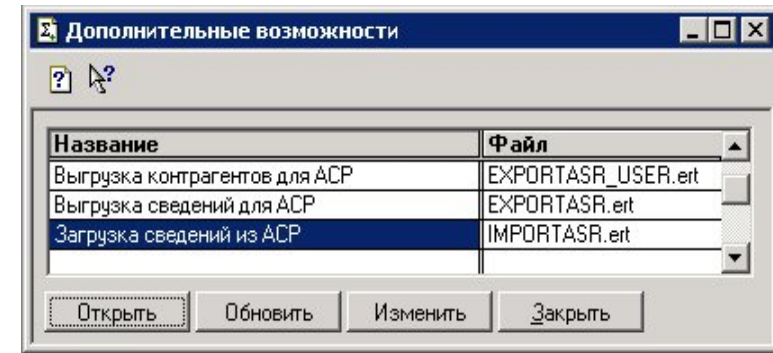 Дополнительные возможности
Название Файл
Выгрузка контрагентов для АСР EXPORTASR_USER.ert
Выгрузка сведений для АСР EXPORTASR.ert
Загрузка сведений из АСР IMPORTASR.ert
Открыть Обновить Изменить Закрыть